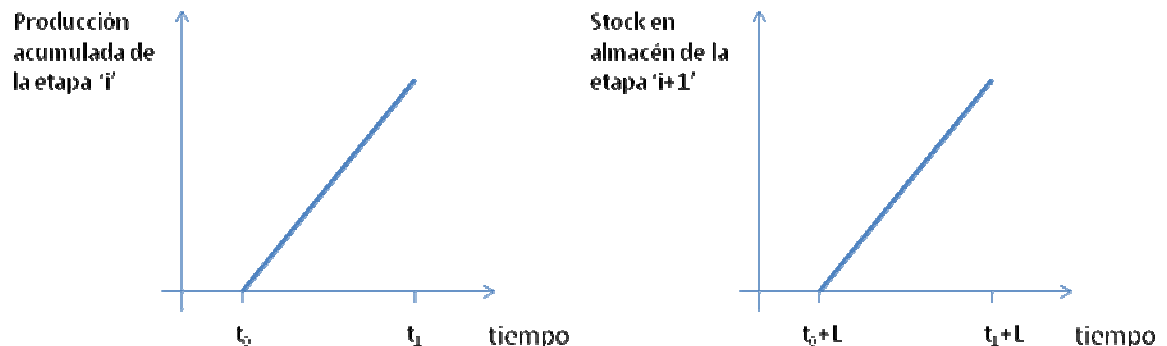 Producción
acumulada de
la etapa ‘i’
t₀
t₁
tiempo
Stock en
almacén de la
etapa ‘i+1’
t₀+L
t₁+L
tiempo